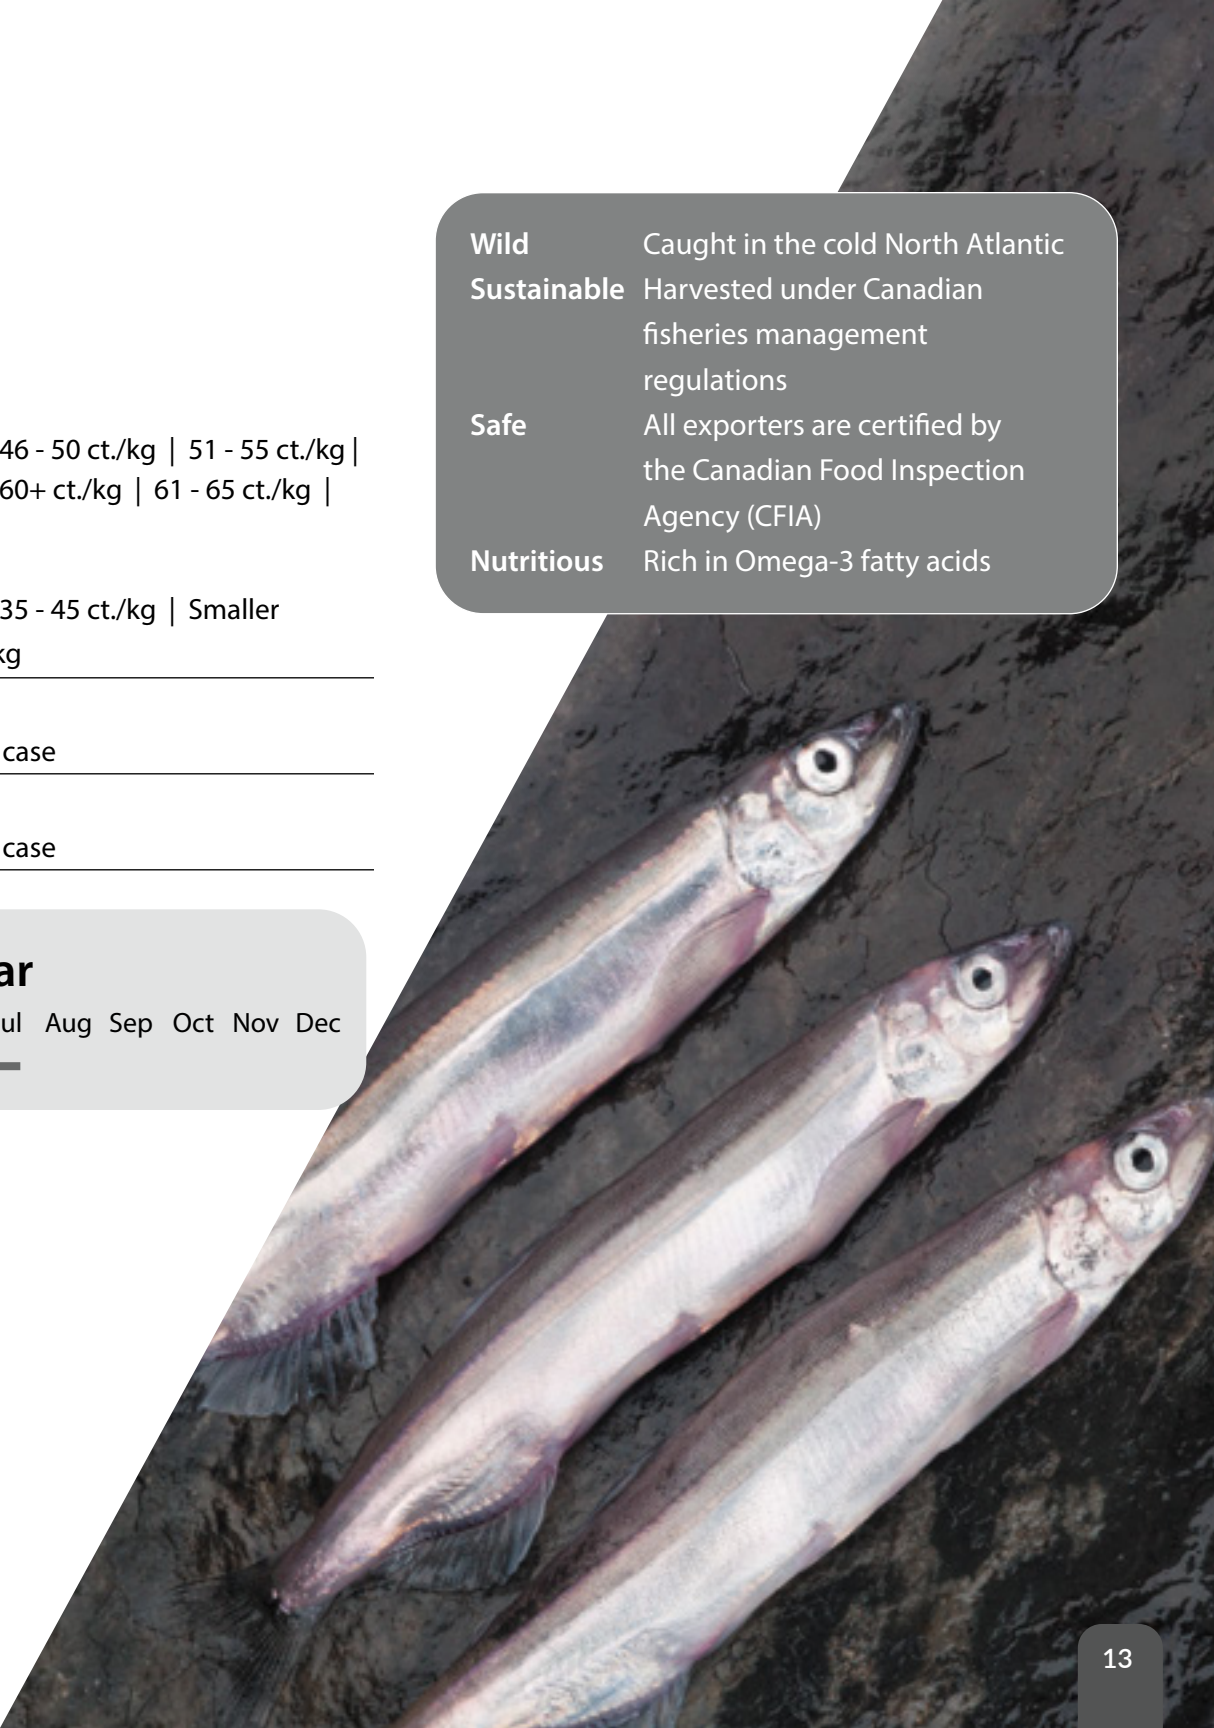 Wild Caught in the cold North Atlantic
Sustainable Harvested under Canadian
fisheries management
regulations
Safe All exporters are certified by
the Canadian Food Inspection
Agency (CFIA)
Nutritious Rich in Omega-3 fatty acids
46 - 50 ct./kg | 51 - 55 ct./kg |
60+ ct./kg | 61 - 65 ct./kg |
35 - 45 ct./kg | Smaller
kg
case
case
ar
ul Aug Sep Oct Nov Dec
13